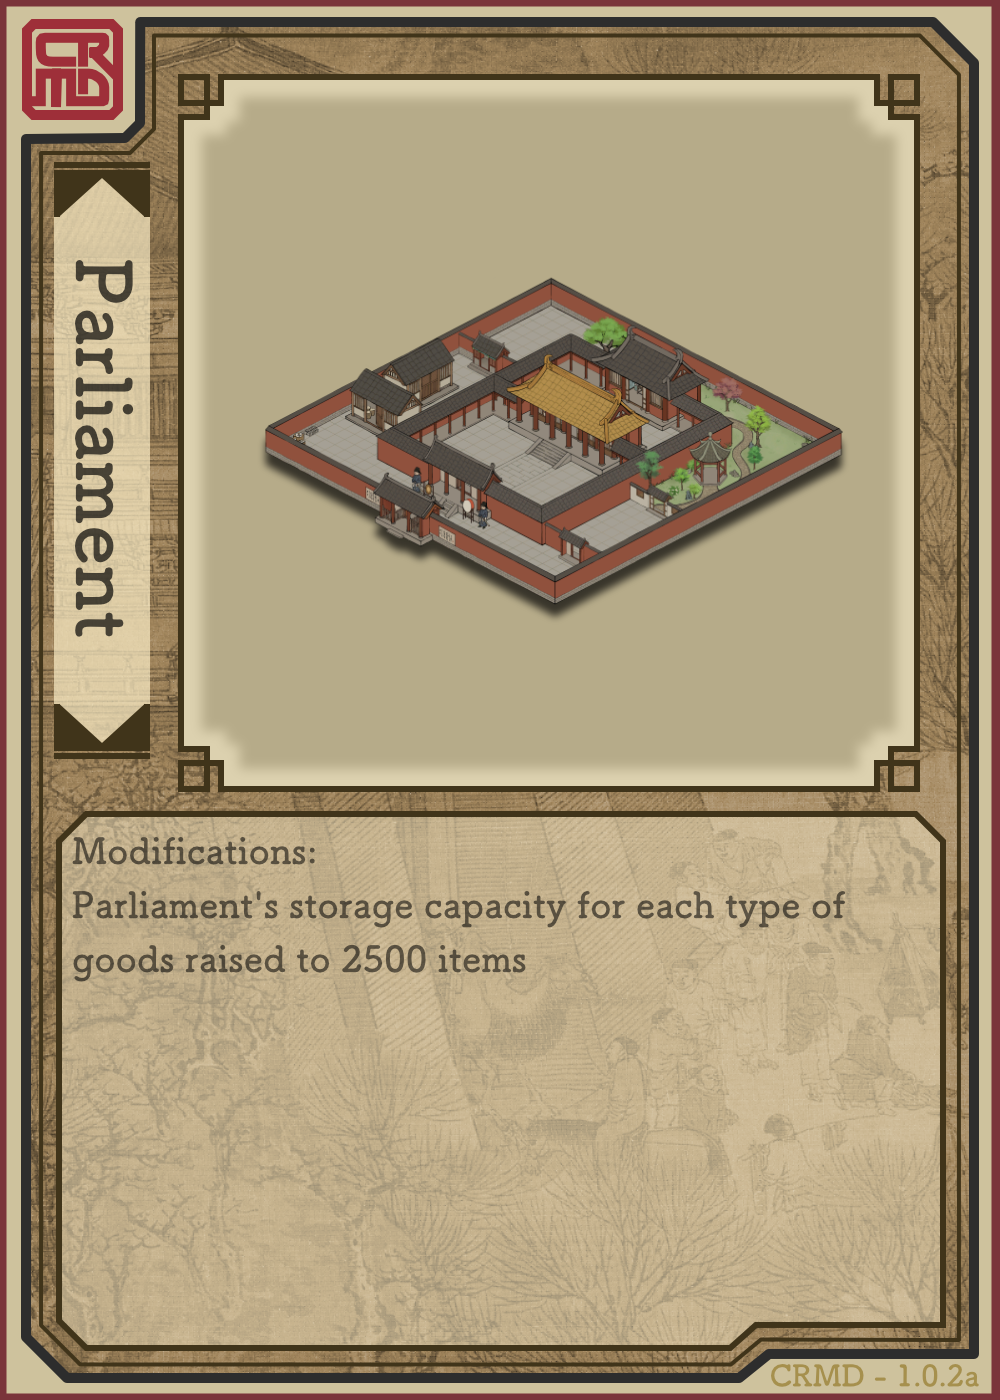 CRMD
Parliament
Modifications:
Parliament's storage capacity for each type of
goods raised to 2500 items
CRMD - 1.0.2a